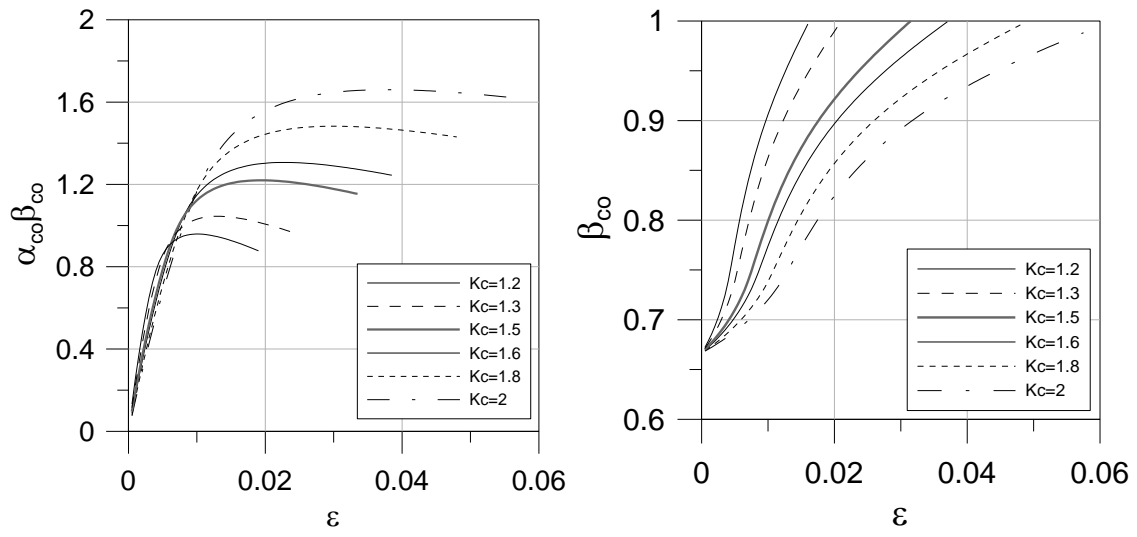 2
1.6
1.2
0.8
0.4
0
α_co β_co
0 0.02 0.04 0.06
ε
Kc=1.2
Kc=1.3
Kc=1.5
Kc=1.6
Kc=1.8
Kc=2
1
0.9
0.8
0.7
0.6
β_co
0 0.02 0.04 0.06
ε
Kc=1.2
Kc=1.3
Kc=1.5
Kc=1.6
Kc=1.8
Kc=2